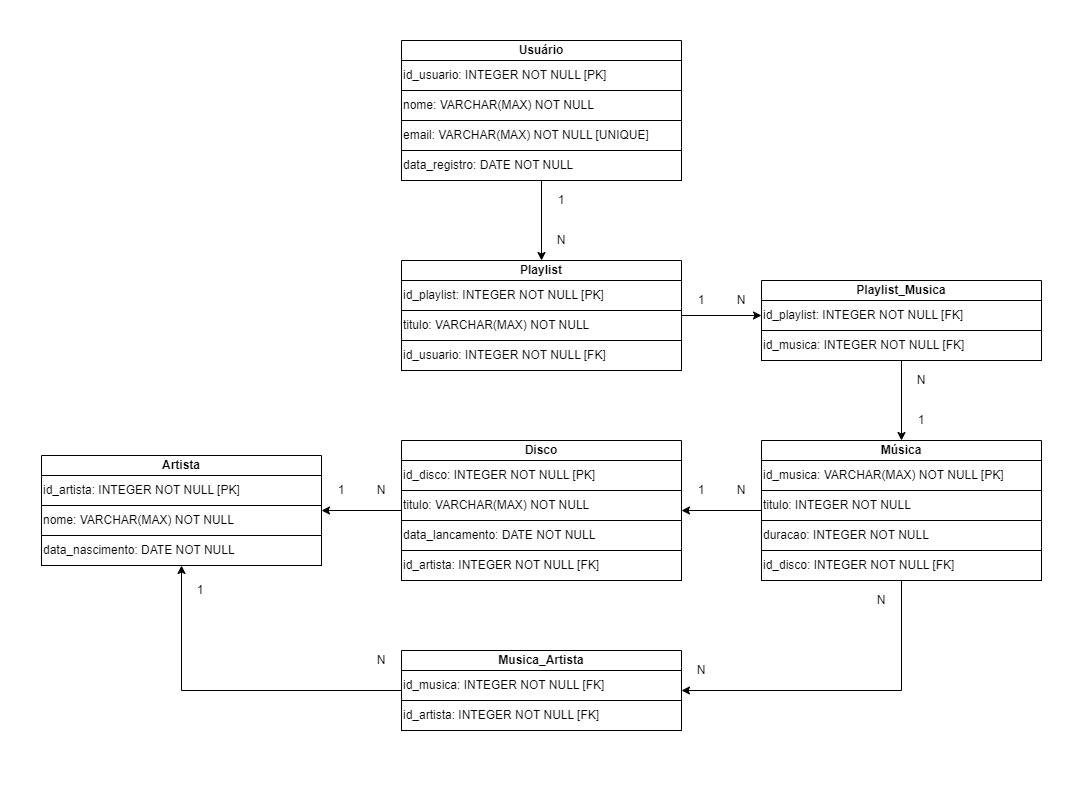 Usuário
id_usuario: INTEGER NOT NULL [PK]
nome: VARCHAR(MAX) NOT NULL
email: VARCHAR(MAX) NOT NULL [UNIQUE]
data_registro: DATE NOT NULL
1
N
Playlist
id_playlist: INTEGER NOT NULL [PK]
titulo: VARCHAR(MAX) NOT NULL
id_usuario: INTEGER NOT NULL [FK]
1 N
Playlist_Musica
id_playlist: INTEGER NOT NULL [FK]
id_musica: INTEGER NOT NULL [FK]
N
1
Música
id_musica: VARCHAR(MAX) NOT NULL [PK]
titulo: INTEGER NOT NULL
duracao: INTEGER NOT NULL
id_disco: INTEGER NOT NULL [FK]
1 N
Disco
id_disco: INTEGER NOT NULL [PK]
titulo: VARCHAR(MAX) NOT NULL
data_lancamento: DATE NOT NULL
id_artista: INTEGER NOT NULL [FK]
1 N
Artista
id_artista: INTEGER NOT NULL [PK]
nome: VARCHAR(MAX) NOT NULL
data_nascimento: DATE NOT NULL
1
N
Musica_Artista
id_musica: INTEGER NOT NULL [FK]
id_artista: INTEGER NOT NULL [FK]
N
N